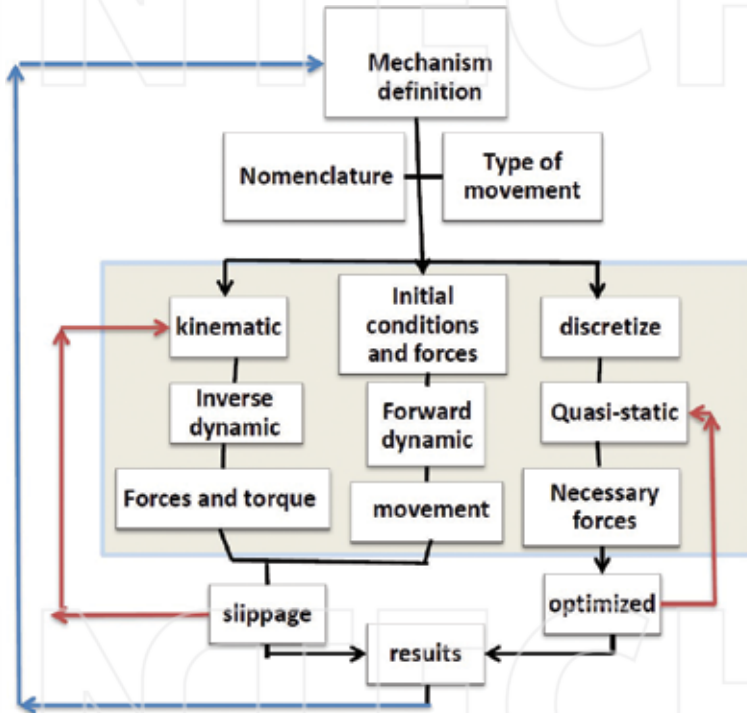 Mechanism
definition
Nomenclature
Type of
movement
kinematic
Initial
conditions
and forces
discretize
Inverse
dynamic
Forward
dynamic
Quasi-static
Forces and torque
movement
Necessary
forces
slippage
optimized
results